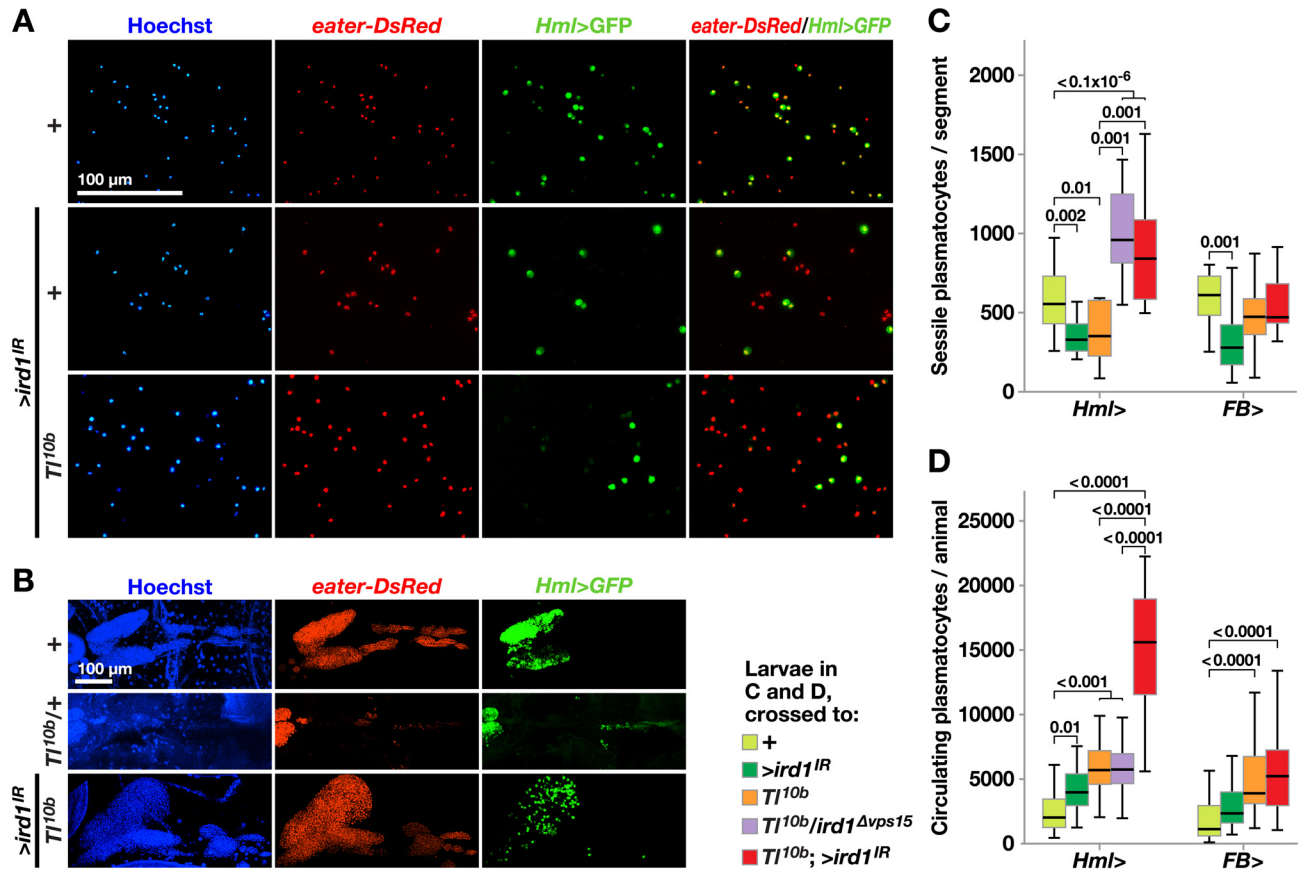 A
Hoechst
eater-DsRed
Hml>GFP
eater-DsRed/Hml>GFP
+
100 µm
+
Tl10b
>ird1IR
B
Hoechst
eater-DsRed
Hml>GFP
+
100 µm
Tl10b/+
Tl10b
>ird1IR
C
Sessile plasmatocytes / segment
2000
1500
1000
500
0
< 0.1x10-6
0.001
0.001
0.01
0.002
0.001
Hml>
FB>
D
Circulating plasmatocytes / animal
25000
20000
15000
10000
5000
0
< 0.0001
< 0.0001
< 0.0001
< 0.001
0.01
< 0.0001
< 0.0001
Hml>
FB>
Larvae in
C and D,
crossed to:
+
>ird1IR
Tl10b
Tl10b/ird1Δvps15
Tl10b; >ird1IR